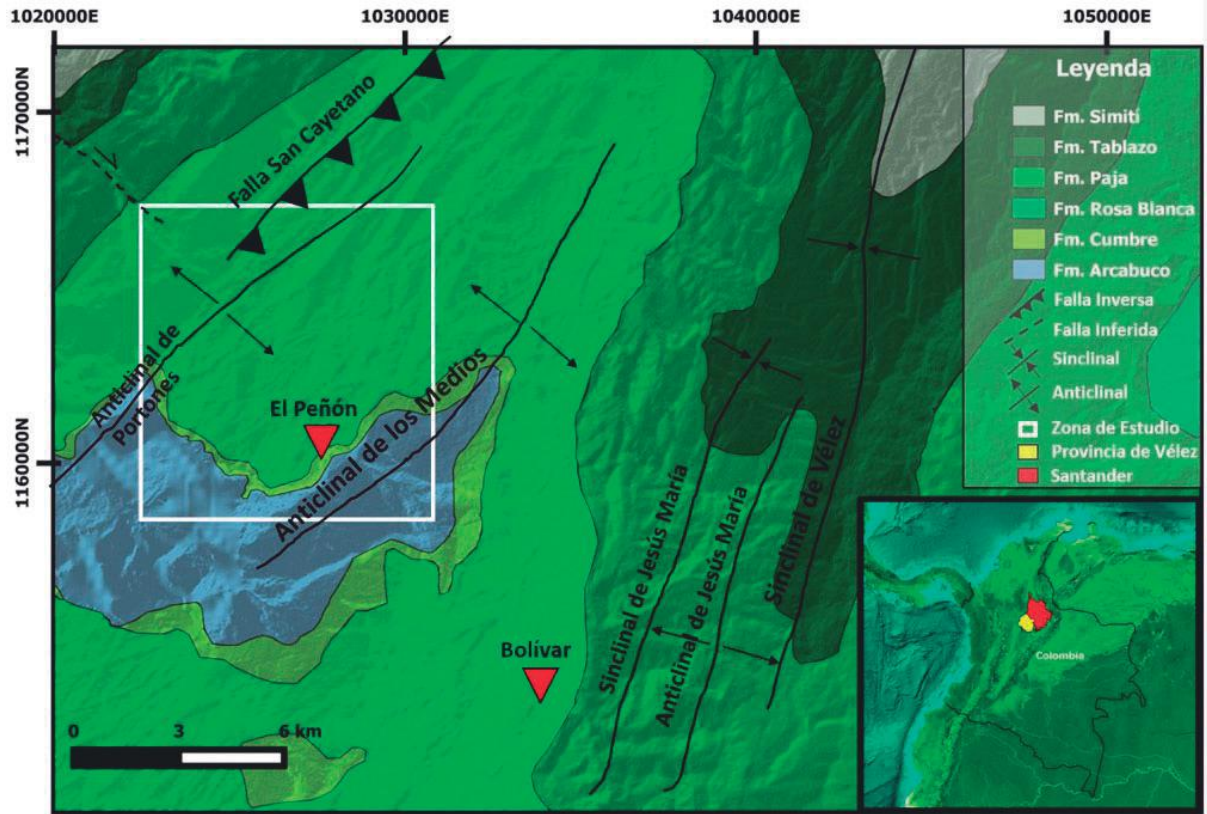 1020000E
1030000E
1040000E
1050000E
1170000N
1160000N
Leyenda
Fm. Simití
Fm. Tablazo
Fm. Paja
Fm. Rosa Blanca
Fm. Cumbre
Fm. Arcabuco
Falla Inversa
Falla Inferida
Sinclinal
Anticlinal
Zona de Estudio
Provincia de Vélez
Santander
Falla San Cayetano
Anticlinal de
Portones
El Peñón
Anticlinal de los Medios
Sinclinal de Jesús María
Anticlinal de Jesús María
Sinclinal de Vélez
Bolívar
0 3 6 km
Colombia